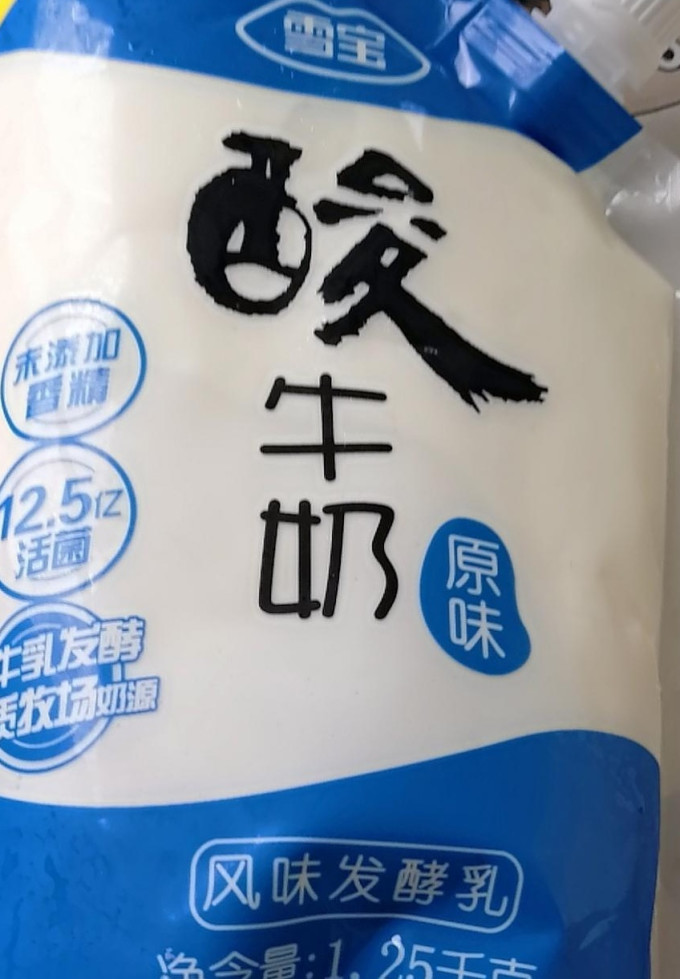 雪宝
酸
牛
奶
原
味
未添加
香精
12.5亿
活菌
牛乳发酵
质牧场奶源
风味发酵乳
净含量:1.25千克